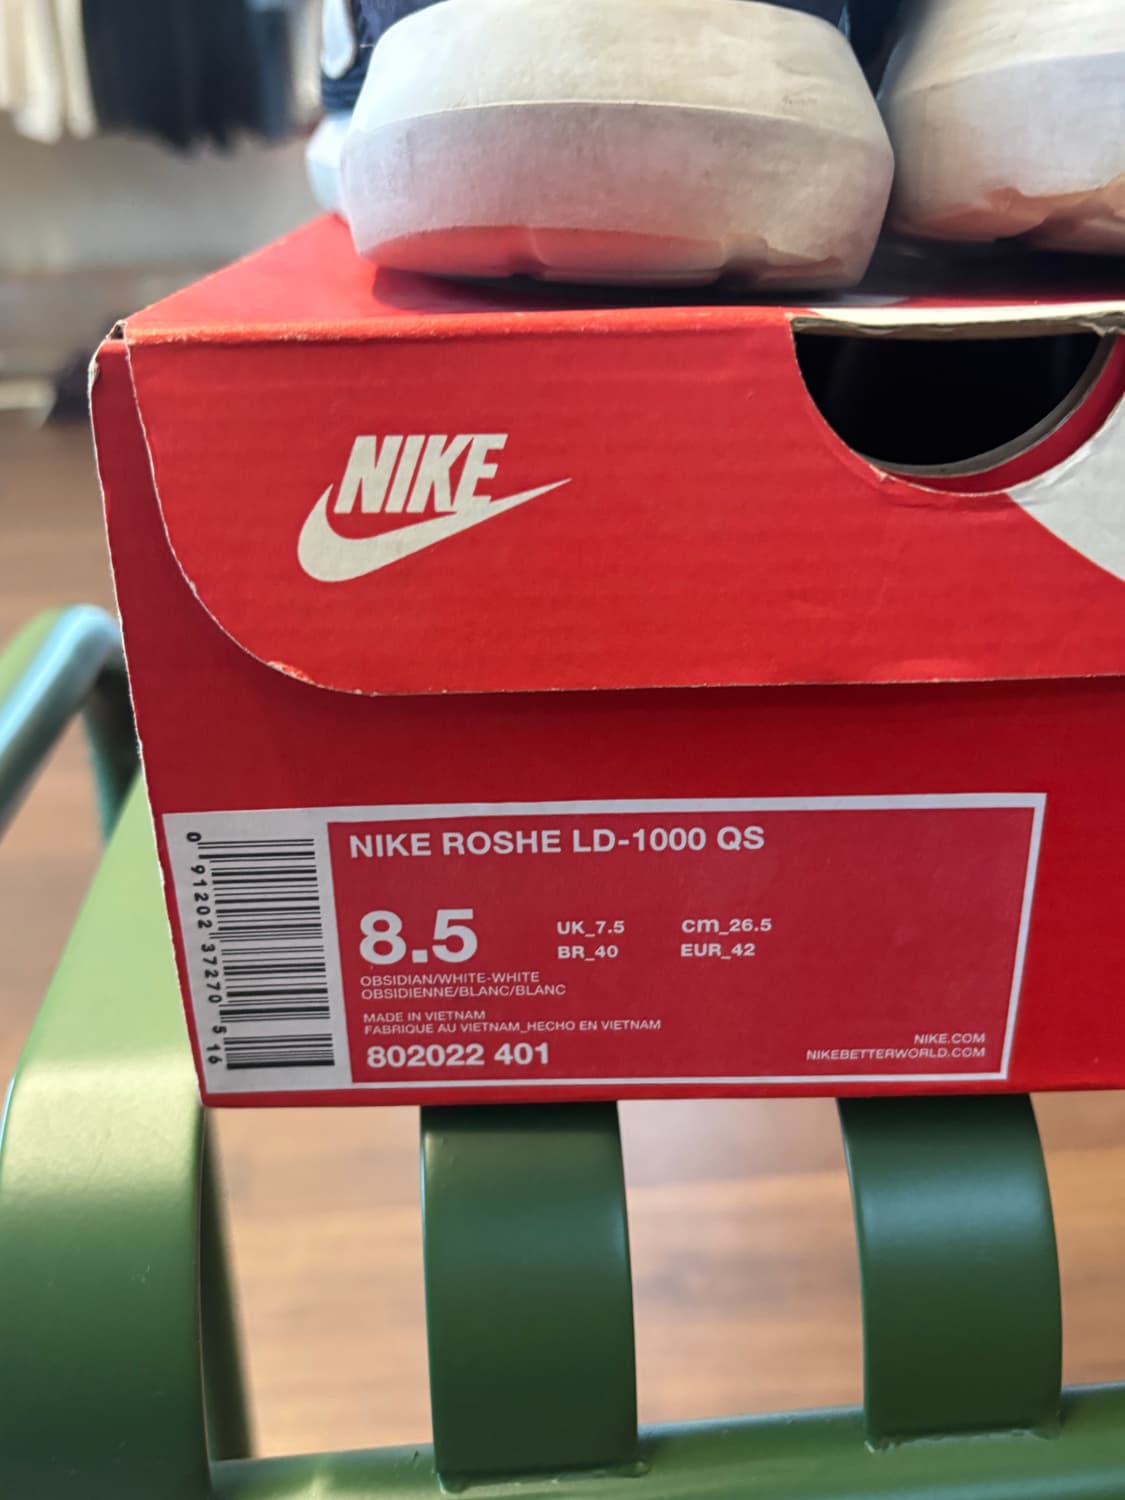 NIKE
NIKE ROSHE LD-1000 QS
8.5
UK_7.5 cm_26.5
BR_40 EUR_42
OBSIDIAN/WHITE-WHITE
OBSIDIENNE/BLANC/BLANC
MADE IN VIETNAM
FABRIQUE AU VIETNAM_HECHO EN VIETNAM
802022 401
NIKE.COM
NIKEBETTERWORLD.COM
0 91202 37270 5 16